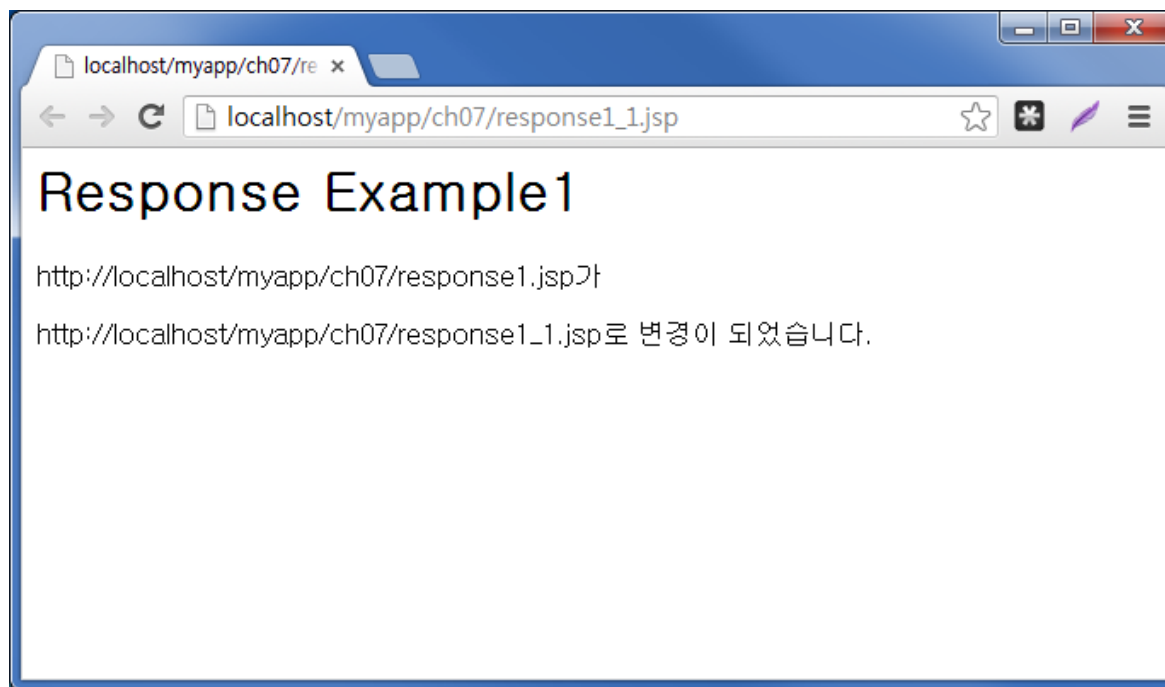 localhost/myapp/ch07/re
localhost/myapp/ch07/response1_1.jsp
Response Example1
http://localhost/myapp/ch07/response1.jsp가
http://localhost/myapp/ch07/response1_1.jsp로 변경이 되었습니다.